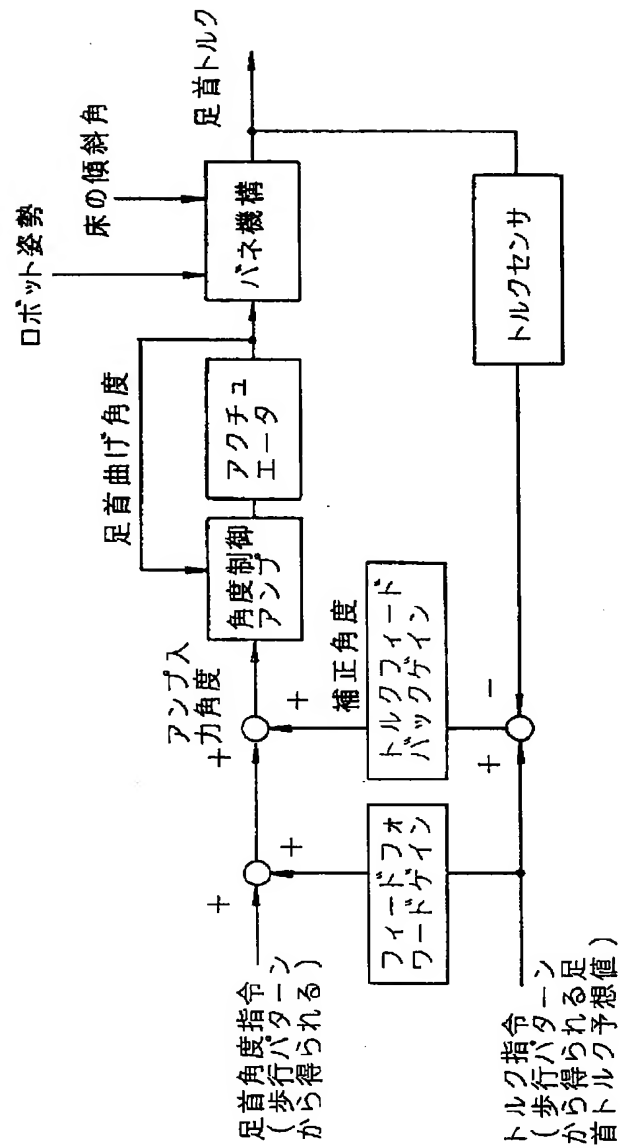 ロボット姿勢
床の傾斜角
足首曲げ角度
足首トルク
バネ機構
アクチュ
エータ
角度制御
アンプ
アンプ入
力角度
+
+
+
+
足首角度指令
(歩行パターン
から得られる)
補正角度
フィードフォ
ワードゲイン
トルクフィード
バックゲイン
トルクセンサ
+
-
トルク指令
(歩行パターン
から得られる足
首トルク予想値)